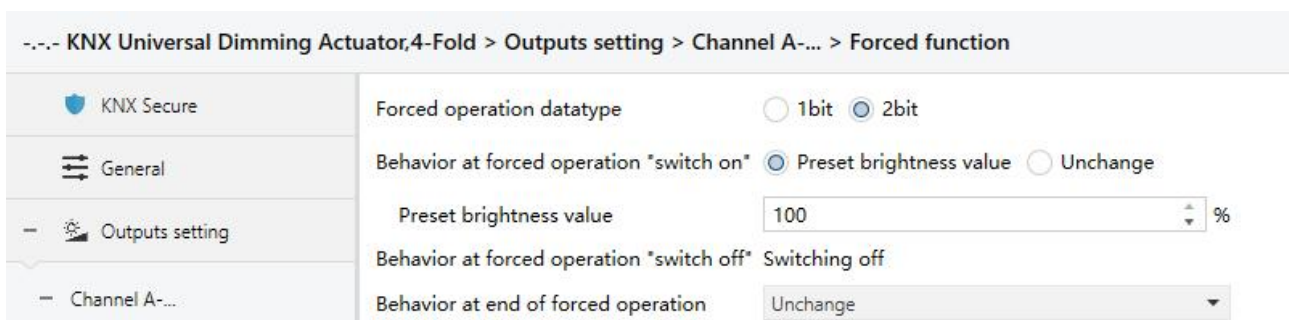 -.-.- KNX Universal Dimming Actuator,4-Fold > Outputs setting > Channel A-... > Forced function
KNX Secure
General
Outputs setting
Channel A-...
Forced operation datatype 1bit 2bit
Behavior at forced operation "switch on" Preset brightness value Unchange
Preset brightness value 100 %
Behavior at forced operation "switch off" Switching off
Behavior at end of forced operation Unchange